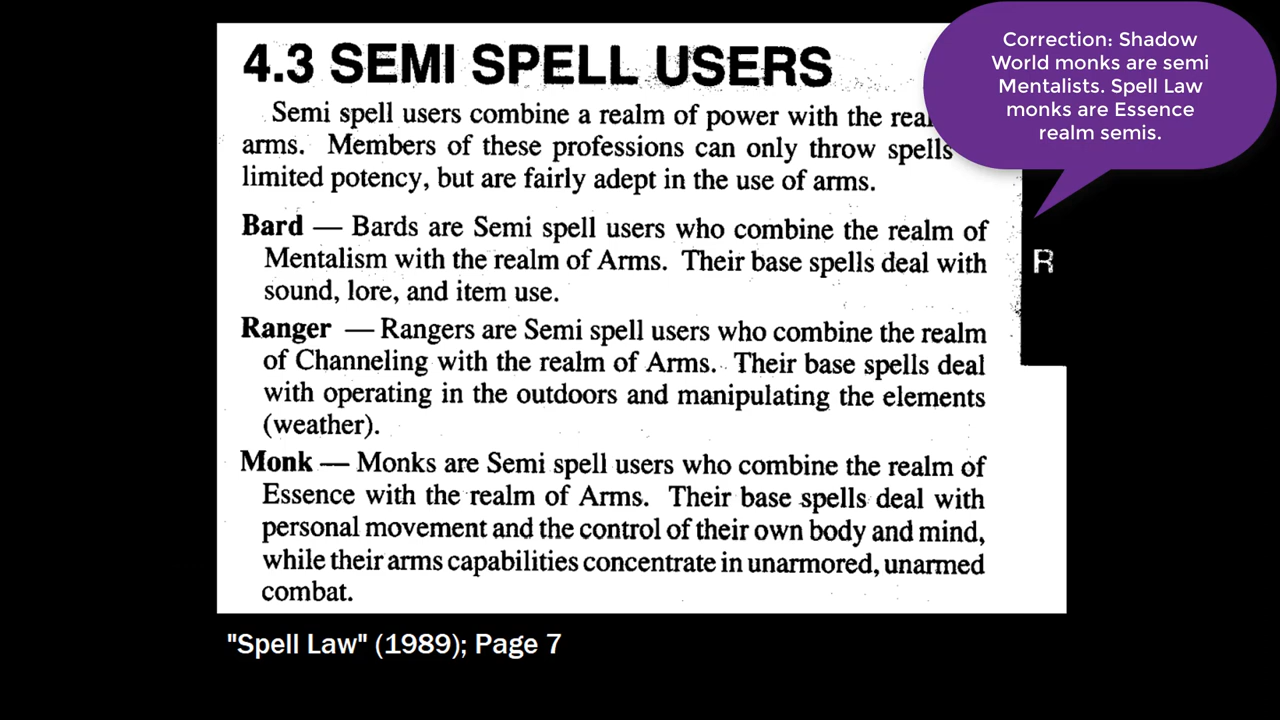 4.3 SEMI SPELL USERS
Semi spell users combine a realm of power with the
arms. Members of these professions can only throw spells
limited potency, but are fairly adept in the use of arms.
Bard — Bards are Semi spell users who combine the realm of
Mentalism with the realm of Arms. Their base spells deal with
sound, lore, and item use.
Ranger — Rangers are Semi spell users who combine the realm
of Channeling with the realm of Arms. Their base spells deal
with operating in the outdoors and manipulating the elements
(weather).
Monk — Monks are Semi spell users who combine the realm of
Essence with the realm of Arms. Their base spells deal with
personal movement and the control of their own body and mind,
while their arms capabilities concentrate in unarmored, unarmed
combat.
Correction: Shadow
World monks are semi
Mentalists. Spell Law
monks are Essence
realm semis.
R
"Spell Law" (1989); Page 7